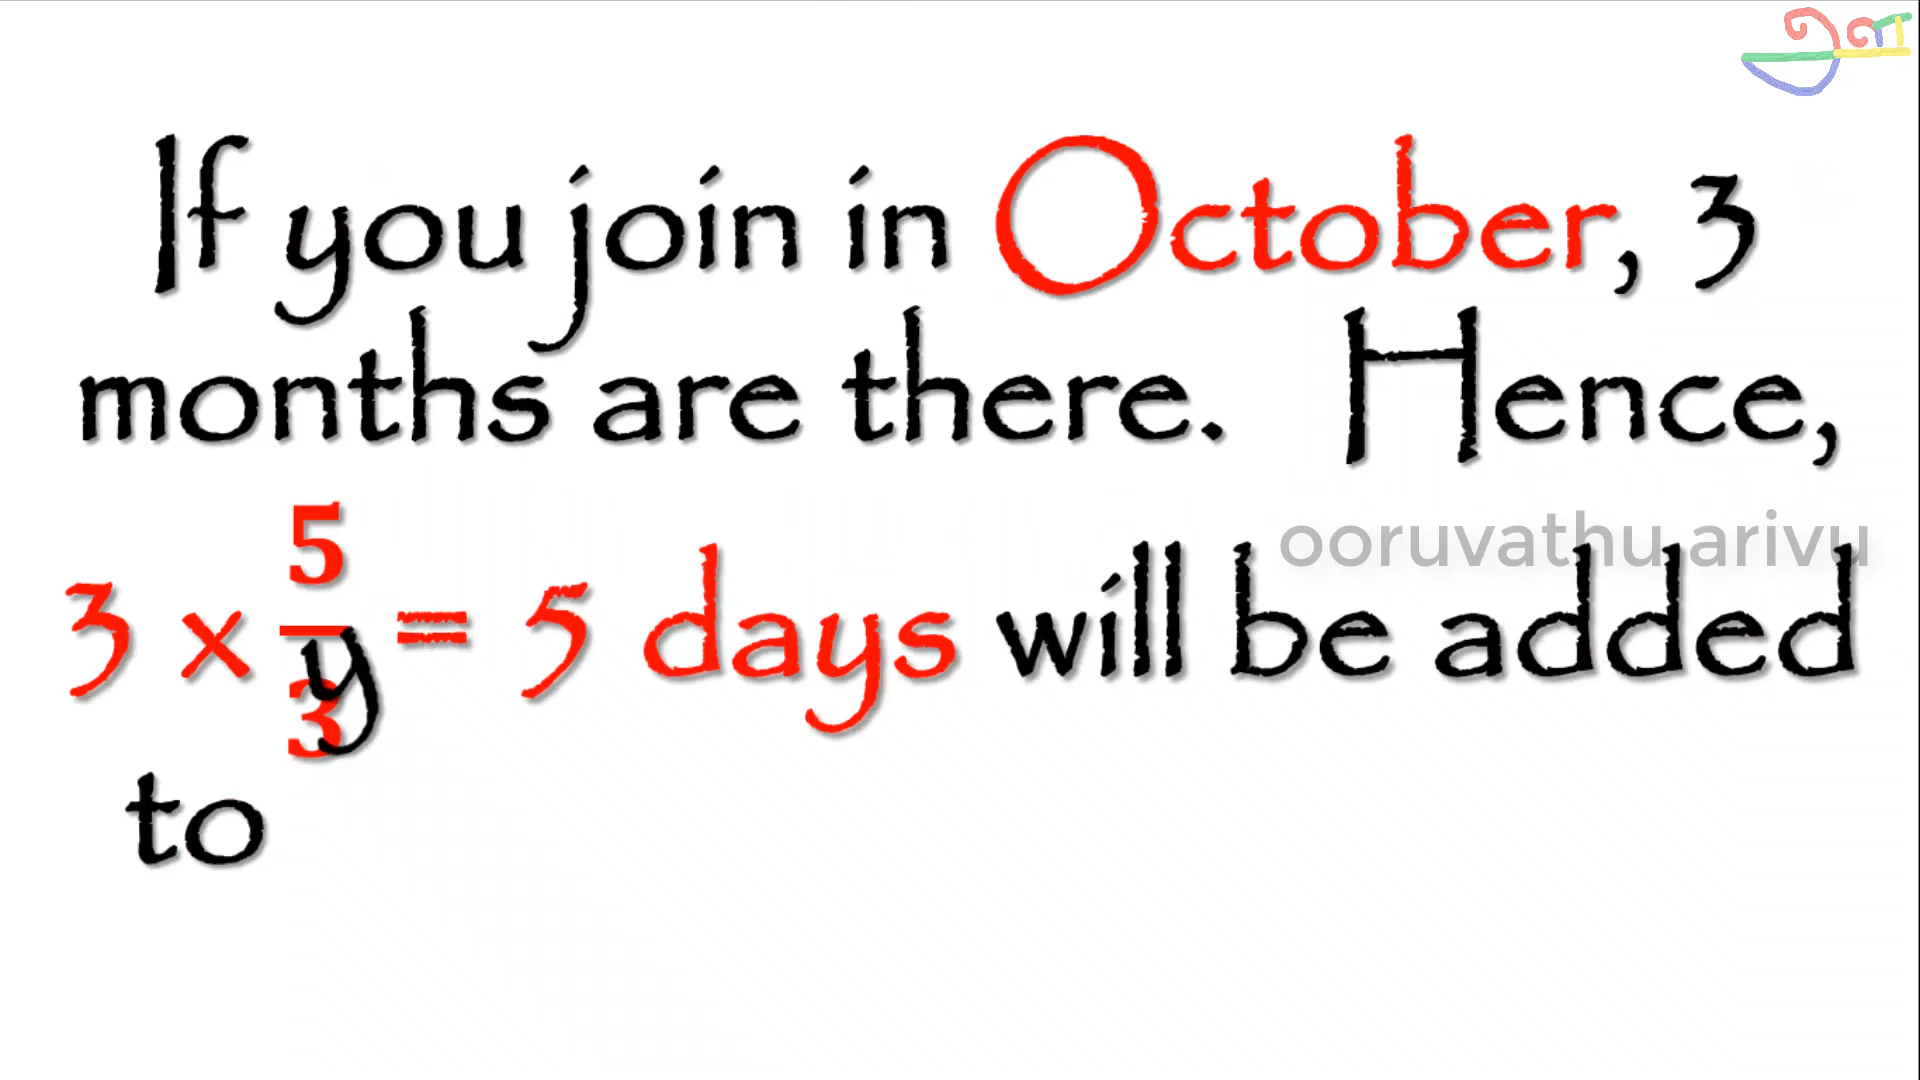 If you join in October, 3
months are there. Hence,
ooruvathu arivu
3 × 5/3 = 5 days will be added
to y